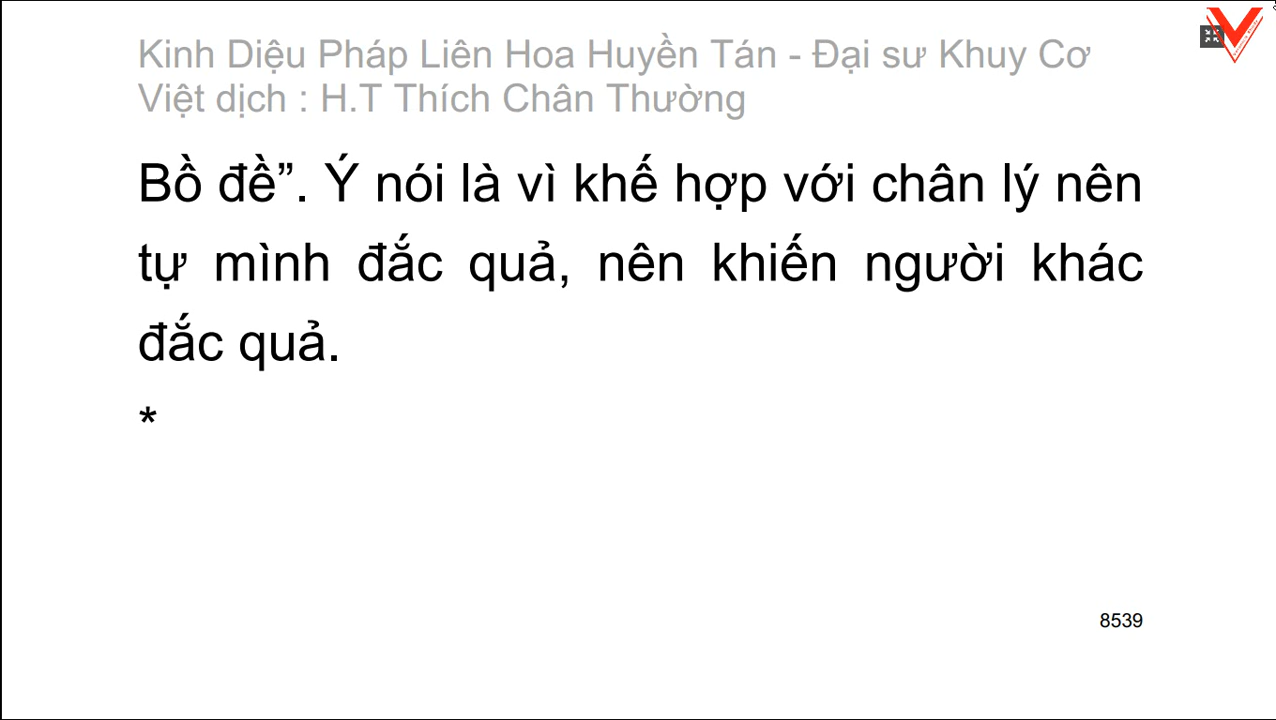 Kinh Diệu Pháp Liên Hoa Huyền Tán - Đại sư Khuy Cơ
Việt dịch : H.T Thích Chân Thường
Bồ đề”. Ý nói là vì khế hợp với chân lý nên
tự mình đắc quả, nên khiến người khác
đắc quả.
*
8539